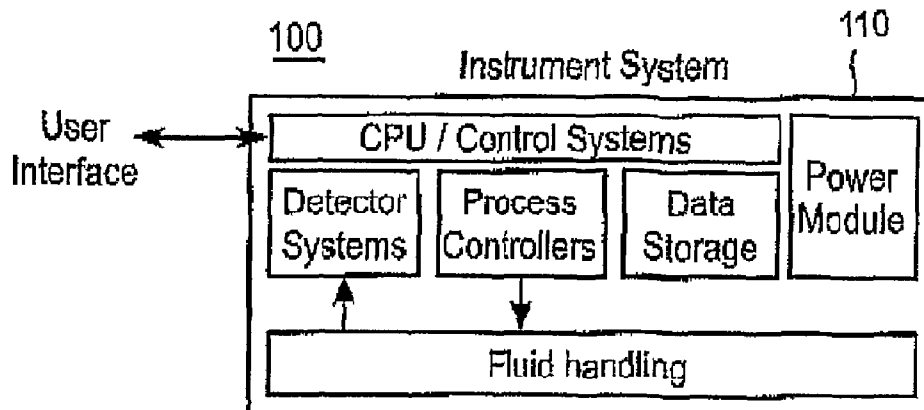 100
110
Instrument System
User
Interface
CPU / Control Systems
Detector
Systems
Process
Controllers
Data
Storage
Power
Module
Fluid handling